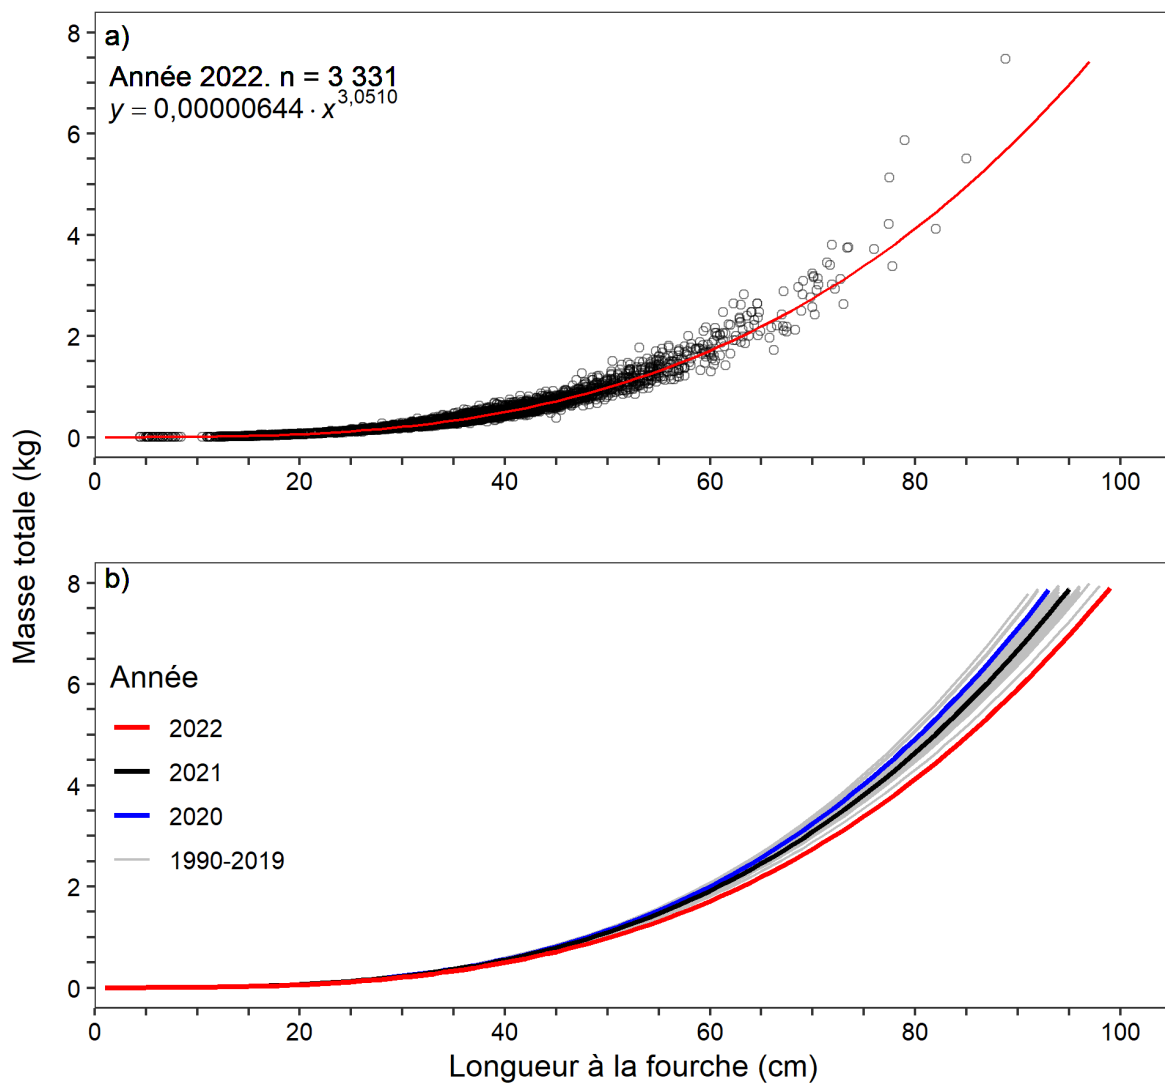 a)
Année 2022. n = 3 331
y = 0,00000644 · x^3,0510
8
6
4
2
0
0 20 40 60 80 100
Masse totale (kg)
b)
8
6
4
2
0
Année
2022
2021
2020
1990-2019
0 20 40 60 80 100
Longueur à la fourche (cm)